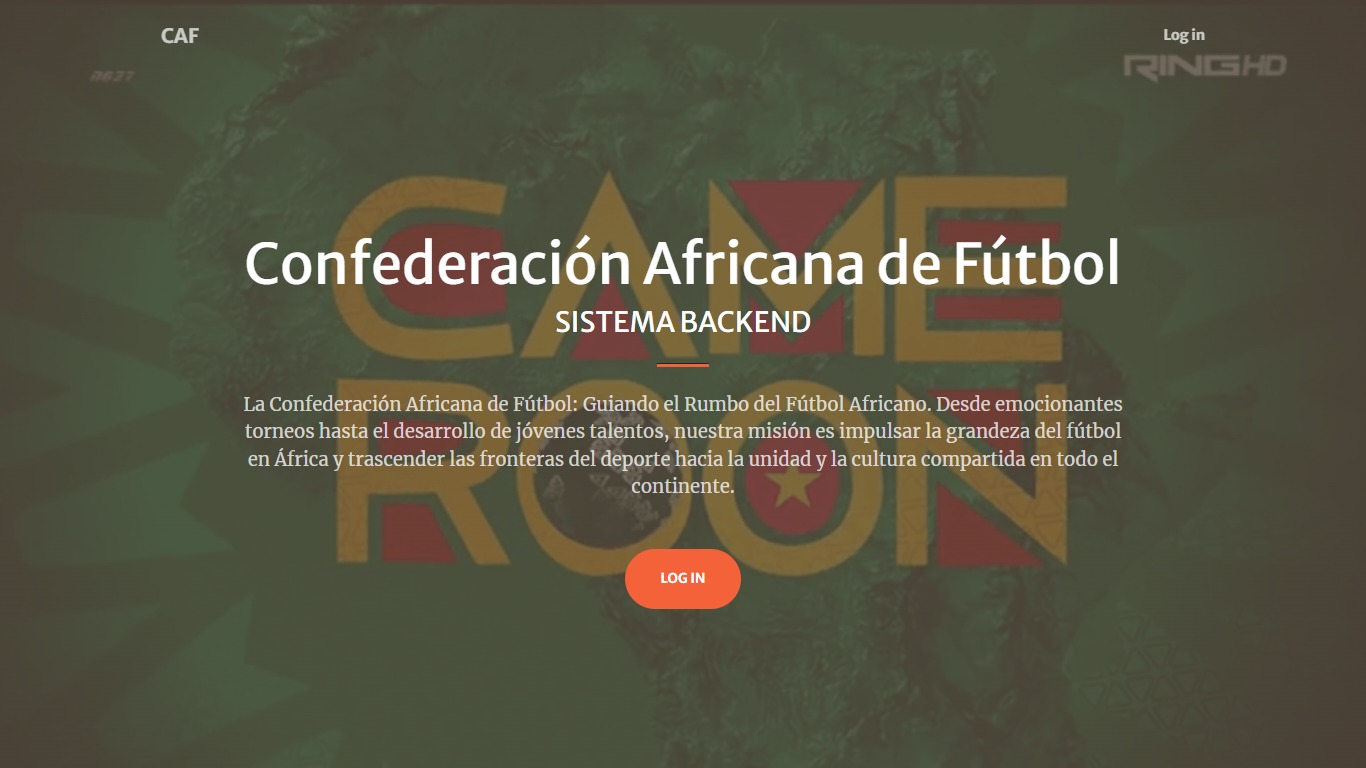 CAF
Log in
RINGHD
CAME
ROON
Confederación Africana de Fútbol
SISTEMA BACKEND
La Confederación Africana de Fútbol: Guiando el Rumbo del Fútbol Africano. Desde emocionantes
torneos hasta el desarrollo de jóvenes talentos, nuestra misión es impulsar la grandeza del fútbol
en África y trascender las fronteras del deporte hacia la unidad y la cultura compartida en todo el
continente.
LOG IN